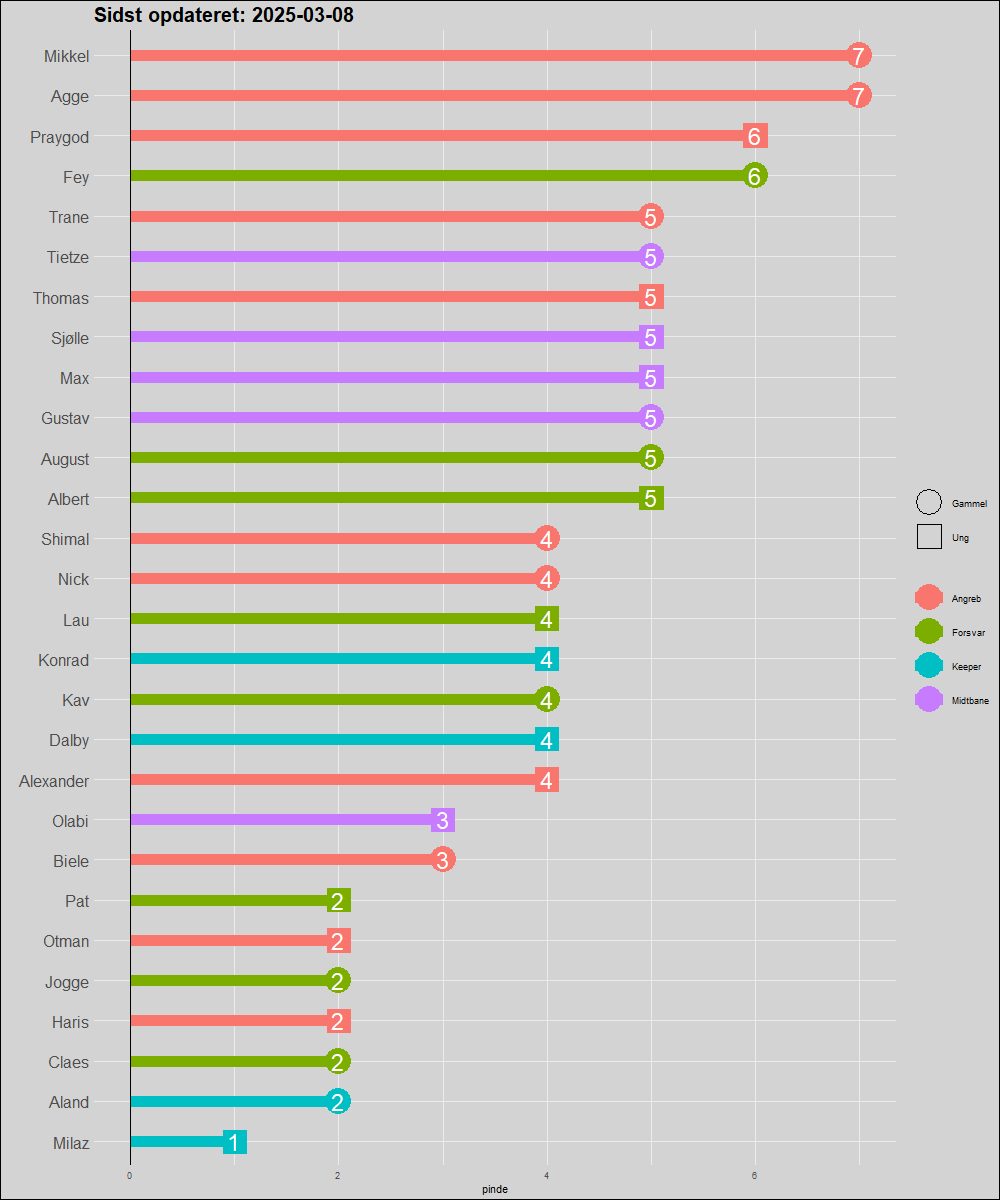 Sidst opdateret: 2025-03-08
Mikkel 7
Agge 7
Praygod 6
Fey 6
Trane 5
Tietze 5
Thomas 5
Sjølle 5
Max 5
Gustav 5
August 5
Albert 5
Shimal 4
Nick 4
Lau 4
Konrad 4
Kav 4
Dalby 4
Alexander 4
Olabi 3
Biele 3
Pat 2
Otman 2
Jogge 2
Haris 2
Claes 2
Aland 2
Milaz 1
0 2 4 6
pinde
Gammel
Ung
Angreb
Forsvar
Keeper
Midtbane